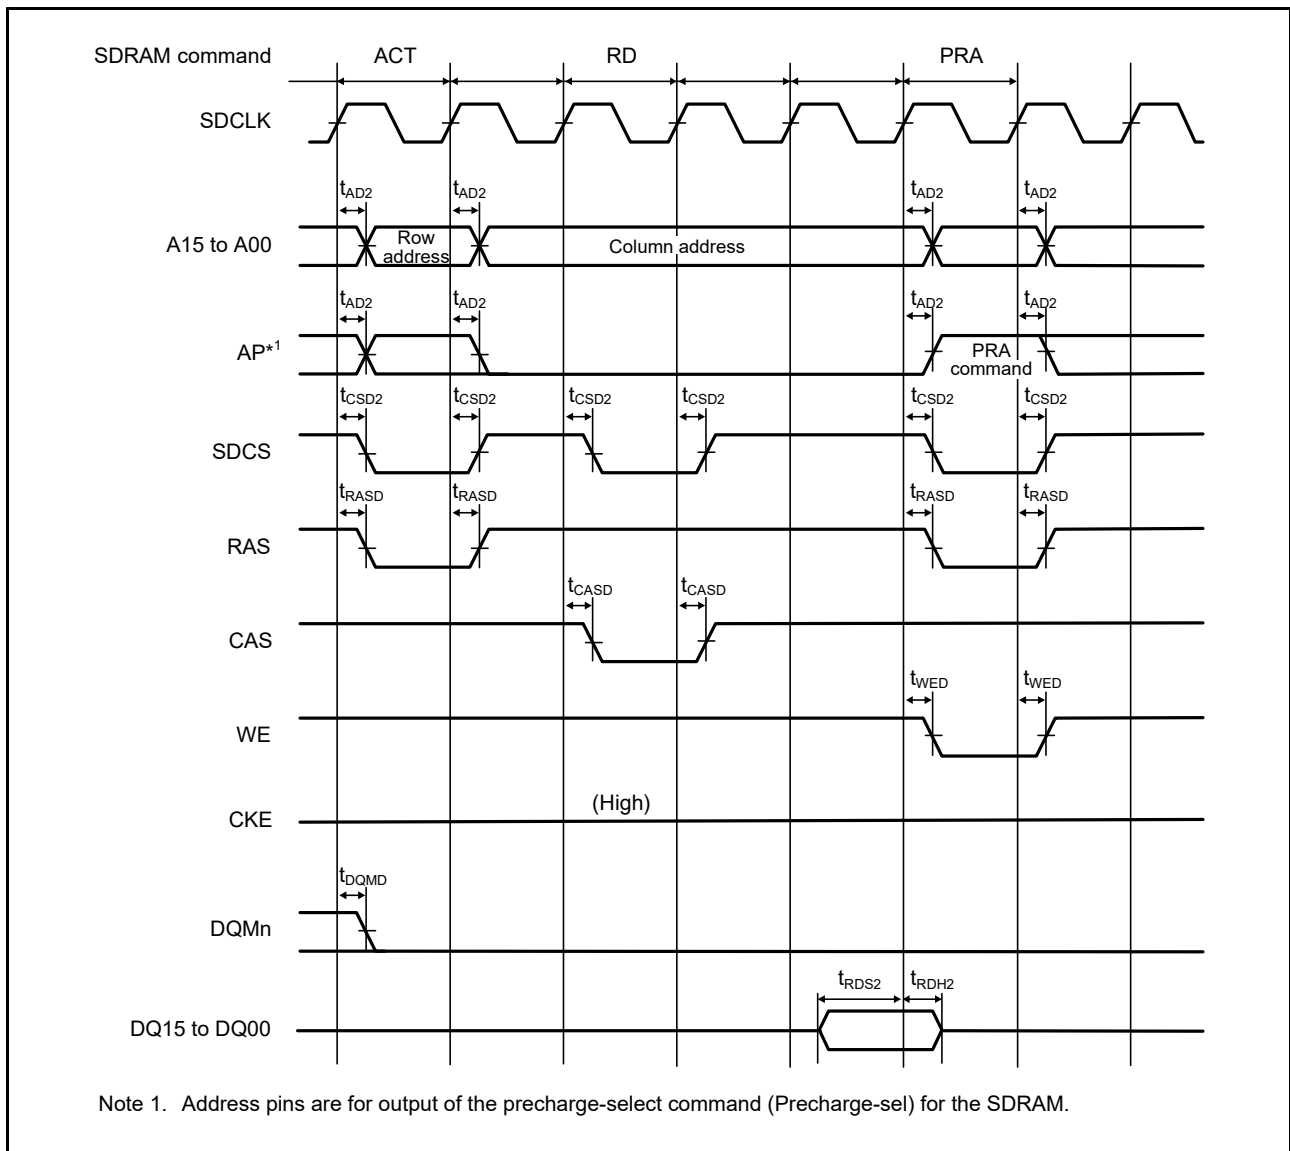 SDRAM command ACT RD PRA
SDCLK
tAD2 tAD2 tAD2 tAD2
A15 to A00 Row address Column address
tAD2 tAD2 tAD2 tAD2
AP*1 PRA command
tCSD2 tCSD2 tCSD2 tCSD2 tCSD2 tCSD2
SDCS
tRASD tRASD tRASD tRASD
RAS
tCASD tCASD
CAS
tWED tWED
WE
(High)
CKE
tDQMD
DQMn
tRDS2 tRDH2
DQ15 to DQ00
Note 1. Address pins are for output of the precharge-select command (Precharge-sel) for the SDRAM.